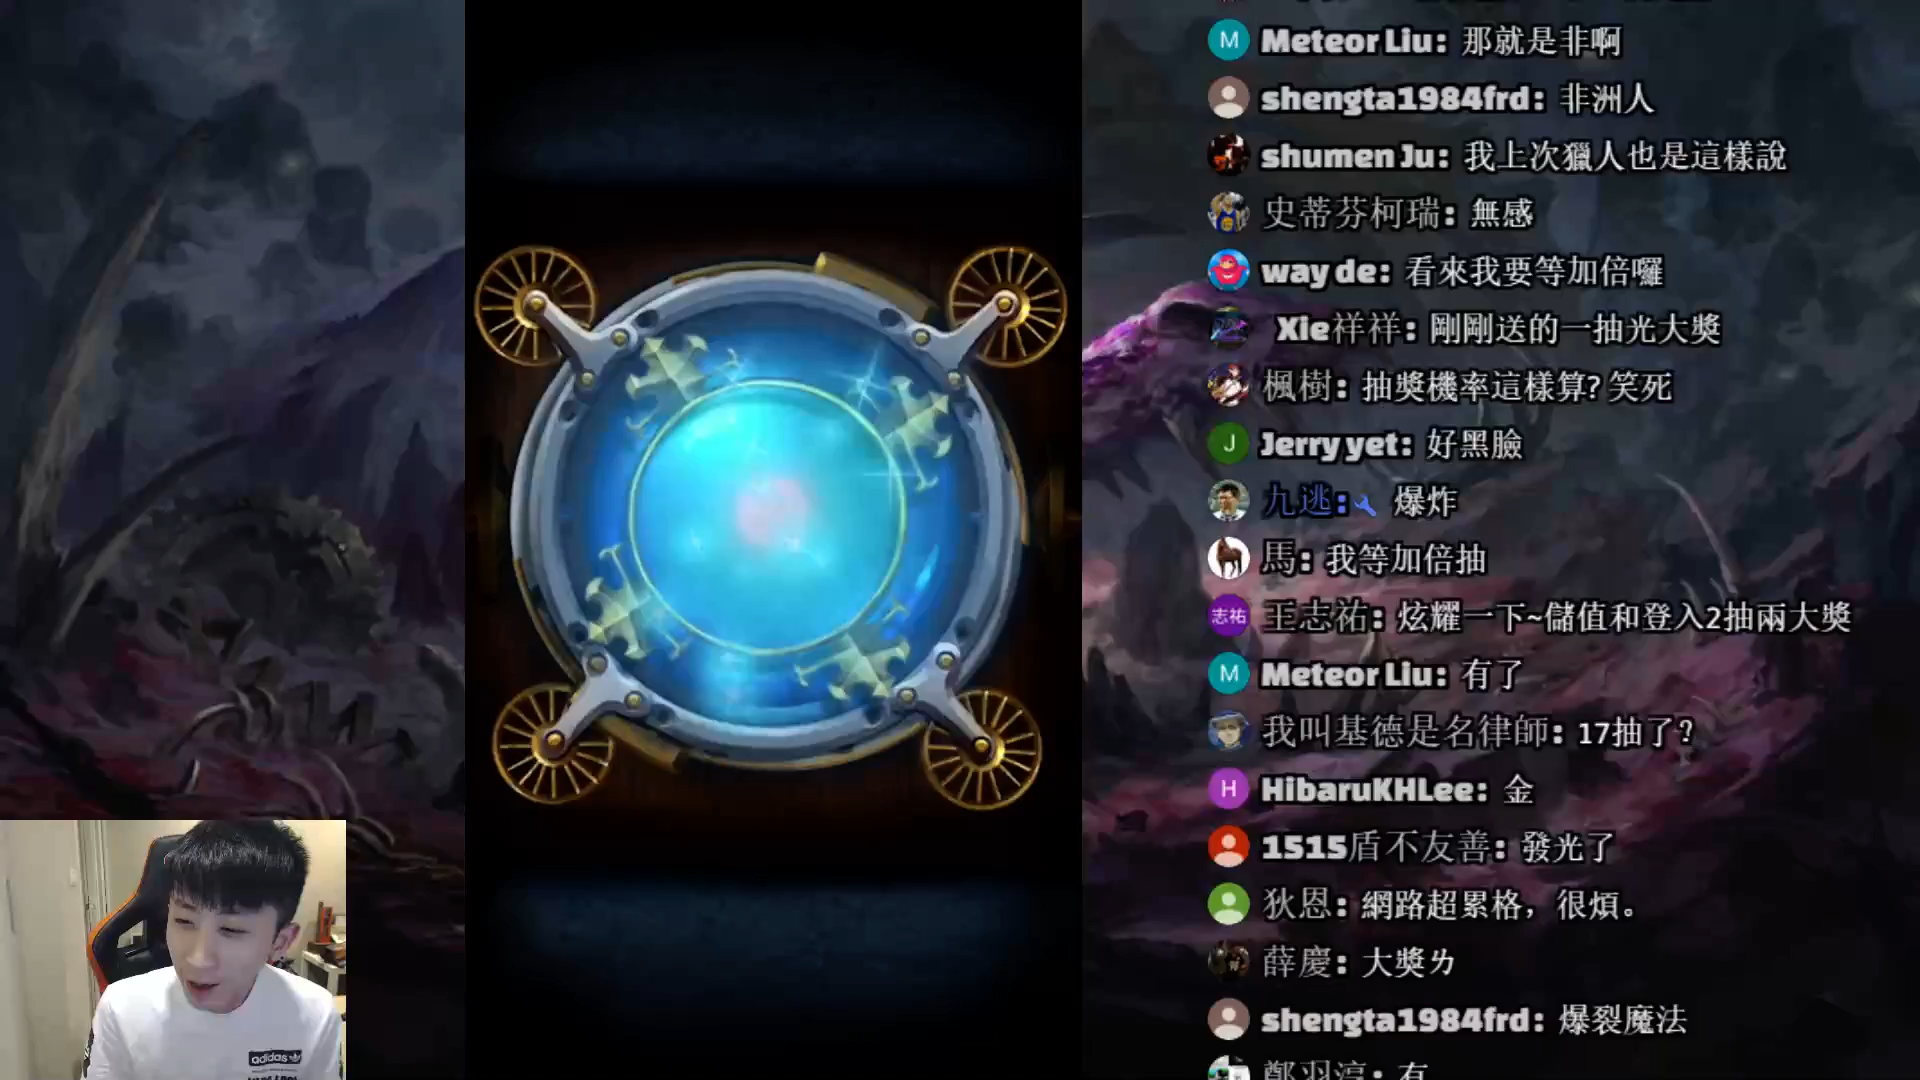 Meteor Liu: 那就是非啊
shengta1984frd: 非洲人
shumen Ju: 我上次獵人也是這樣說
史蒂芬柯瑞: 無感
way de: 看來我要等加倍囉
Xie祥祥: 剛剛送的一抽光大獎
楓樹: 抽獎機率這樣算? 笑死
J
Jerry yet: 好黑臉
九逃: 爆炸
馬: 我等加倍抽
志祐
王志祐: 炫耀一下~儲值和登入2抽兩大獎
M
Meteor Liu: 有了
我叫基德是名律師: 17抽了?
H
HibaruKHLee: 金
1515盾不友善: 發光了
狄恩: 網路超累格，很煩。
薛慶: 大獎ㄌ
shengta1984frd: 爆裂魔法
鄭羽淳: 有
adidas